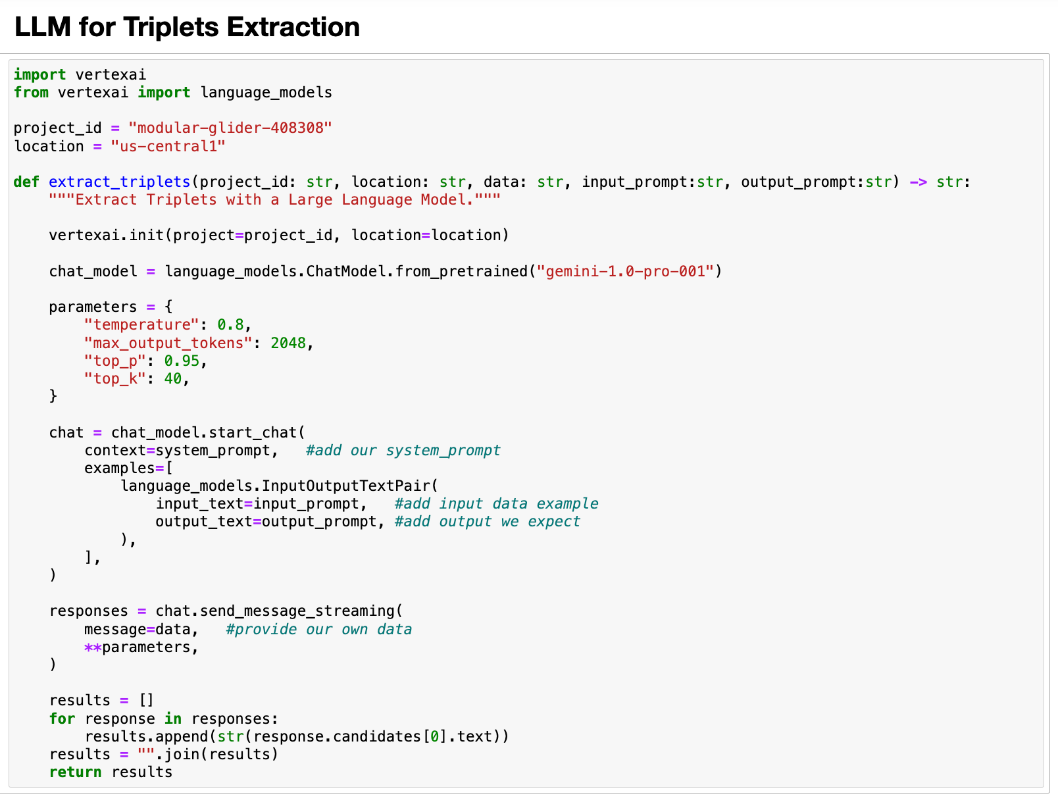 LLM for Triplets Extraction
import vertexai
from vertexai import language_models
project_id = "modular-glider-408308"
location = "us-central1"
def extract_triplets(project_id: str, location: str, data: str, input_prompt:str, output_prompt:str) -> str:
    """Extract Triplets with a Large Language Model."""
    vertexai.init(project=project_id, location=location)
    chat_model = language_models.ChatModel.from_pretrained("gemini-1.0-pro-001")
    parameters = {
        "temperature": 0.8,
        "max_output_tokens": 2048,
        "top_p": 0.95,
        "top_k": 40,
    }
    chat = chat_model.start_chat(
        context=system_prompt,   #add our system_prompt
        examples=[
            language_models.InputOutputTextPair(
                input_text=input_prompt,   #add input data example
                output_text=output_prompt, #add output we expect
            ),
        ],
    )
    responses = chat.send_message_streaming(
        message=data,   #provide our own data
        **parameters,
    )
    results = []
    for response in responses:
        results.append(str(response.candidates[0].text))
    results = "".join(results)
    return results